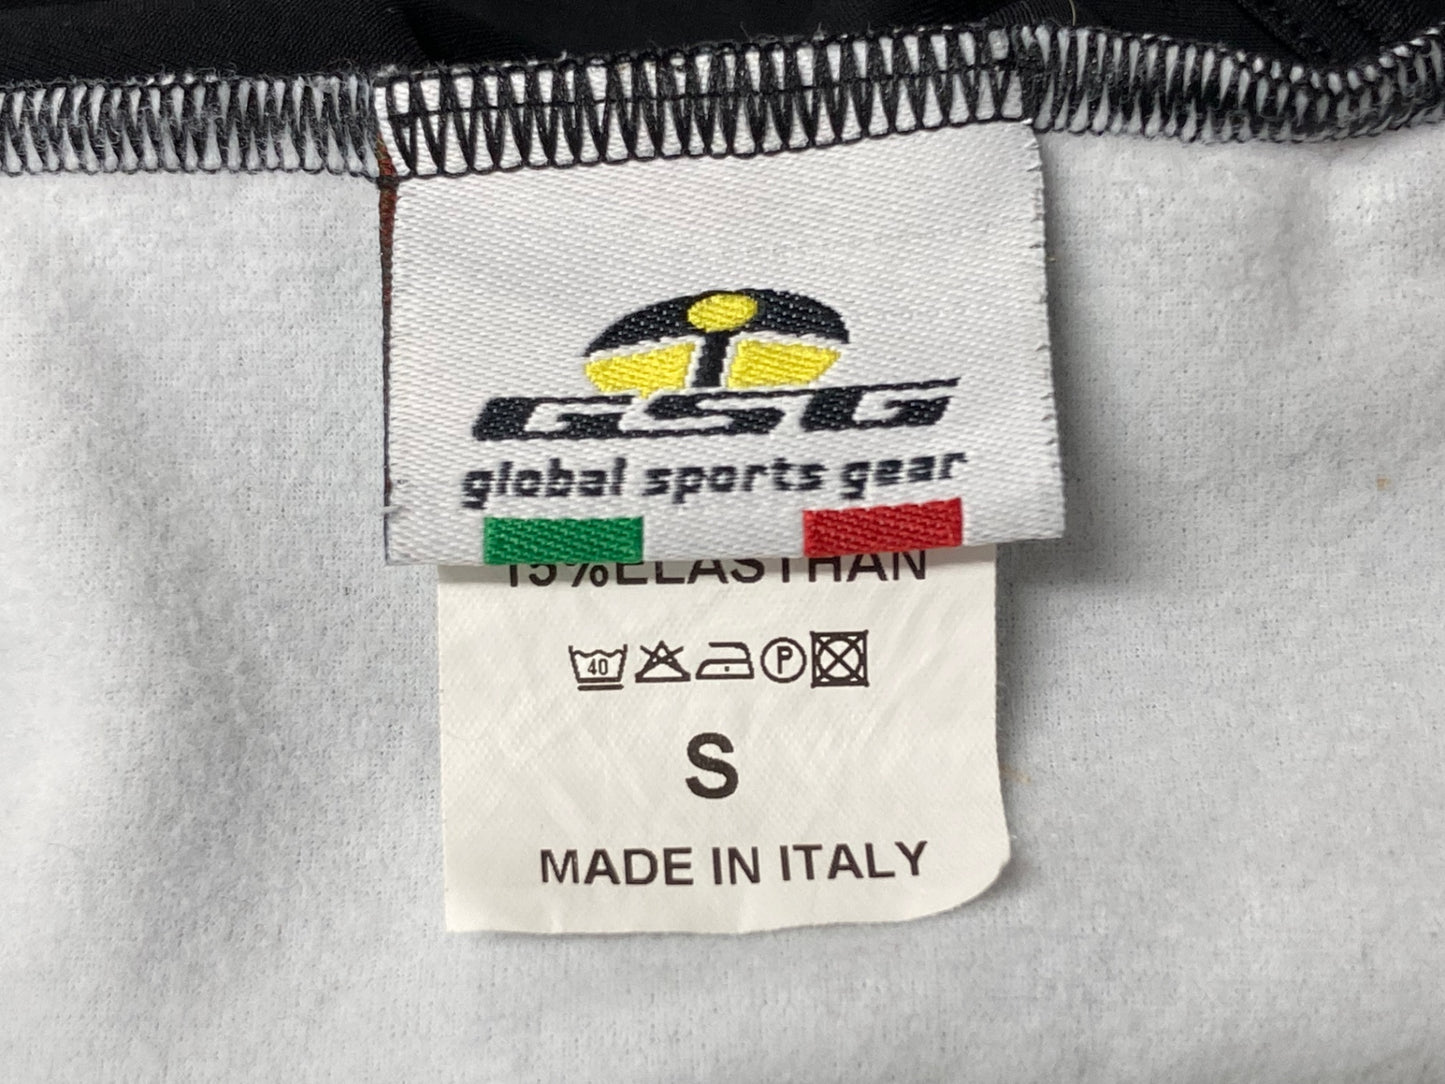 GSG
global sports gear
15%ELASTHAN
40 P
S
MADE IN ITALY